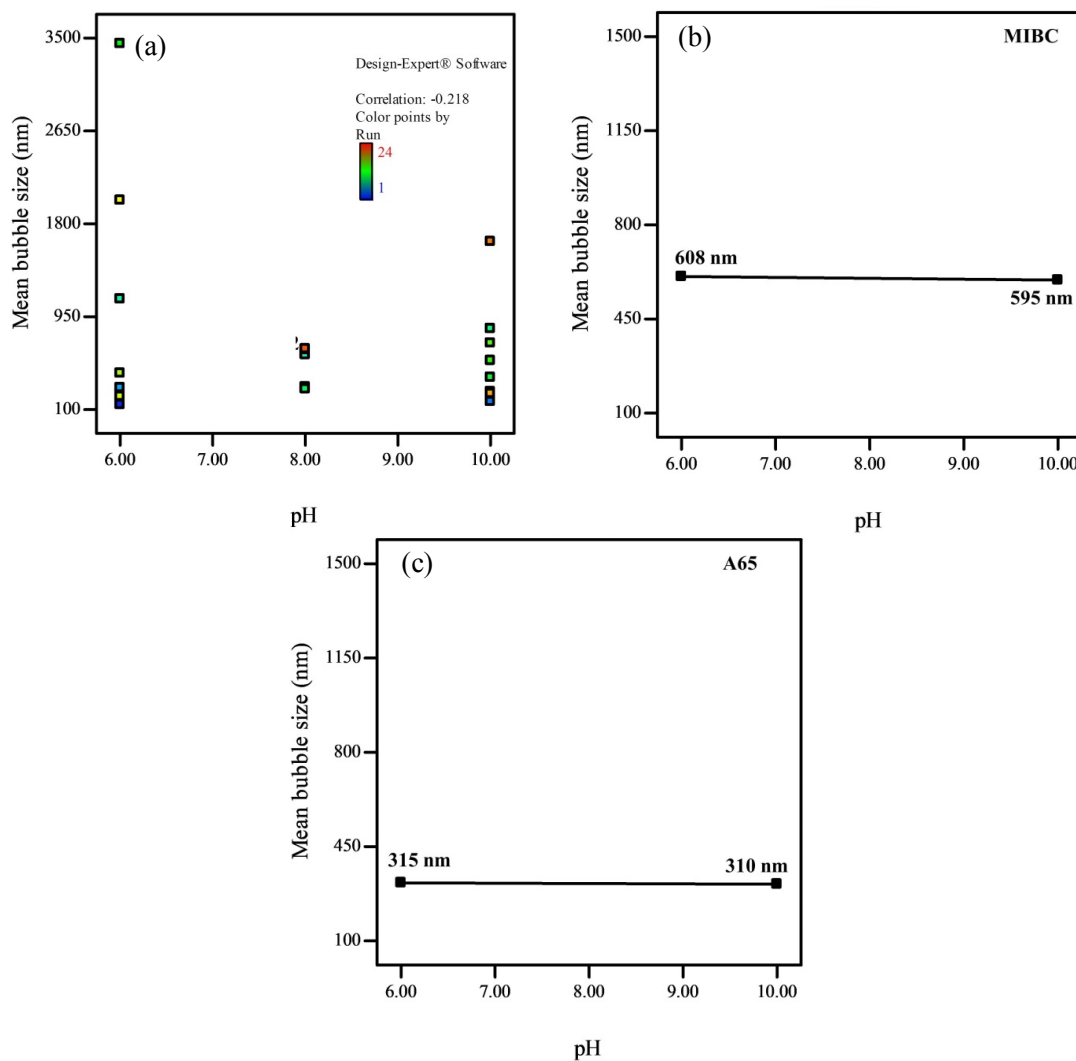 (a)
Design-Expert® Software
Correlation: -0.218
Color points by
Run
24
1
3500
2650
1800
950
100
Mean bubble size (nm)
6.00 7.00 8.00 9.00 10.00
pH
(b)
MIBC
1500
1150
800
450
100
Mean bubble size (nm)
608 nm
595 nm
6.00 7.00 8.00 9.00 10.00
pH
(c)
A65
1500
1150
800
450
100
Mean bubble size (nm)
315 nm
310 nm
6.00 7.00 8.00 9.00 10.00
pH